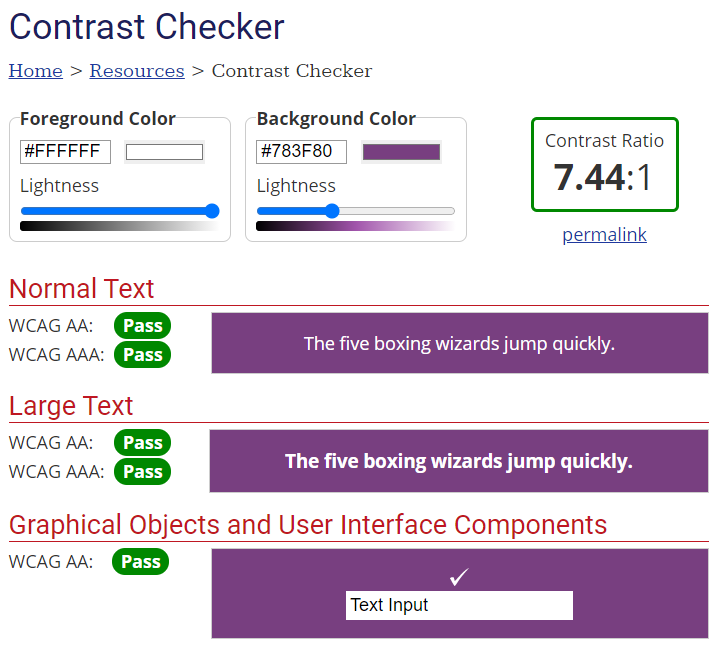 Contrast Checker
Home > Resources > Contrast Checker
Foreground Color
#FFFFFF
Lightness
Background Color
#783F80
Lightness
Contrast Ratio
7.44:1
permalink
Normal Text
WCAG AA: Pass
WCAG AAA: Pass
The five boxing wizards jump quickly.
Large Text
WCAG AA: Pass
WCAG AAA: Pass
The five boxing wizards jump quickly.
Graphical Objects and User Interface Components
WCAG AA: Pass
✓
Text Input